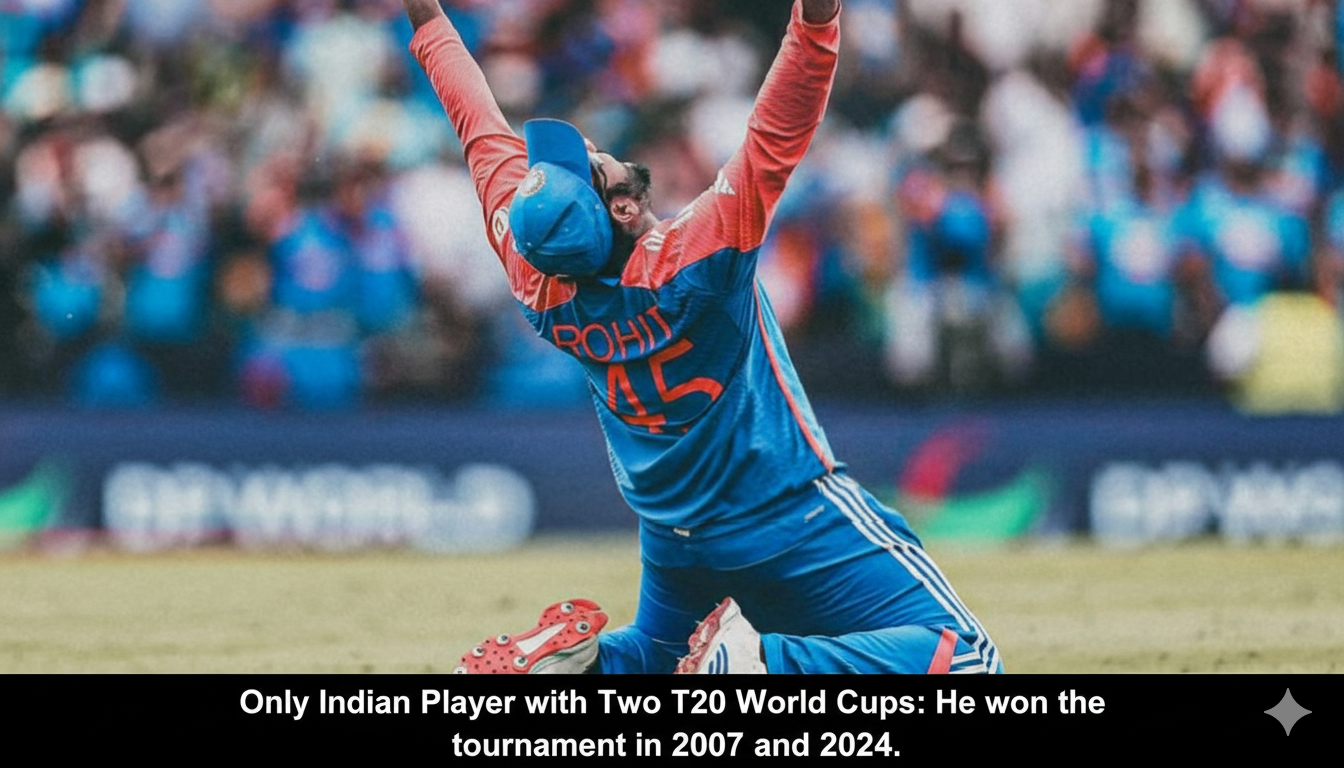 ROHIT
45
Only Indian Player with Two T20 World Cups: He won the
tournament in 2007 and 2024.